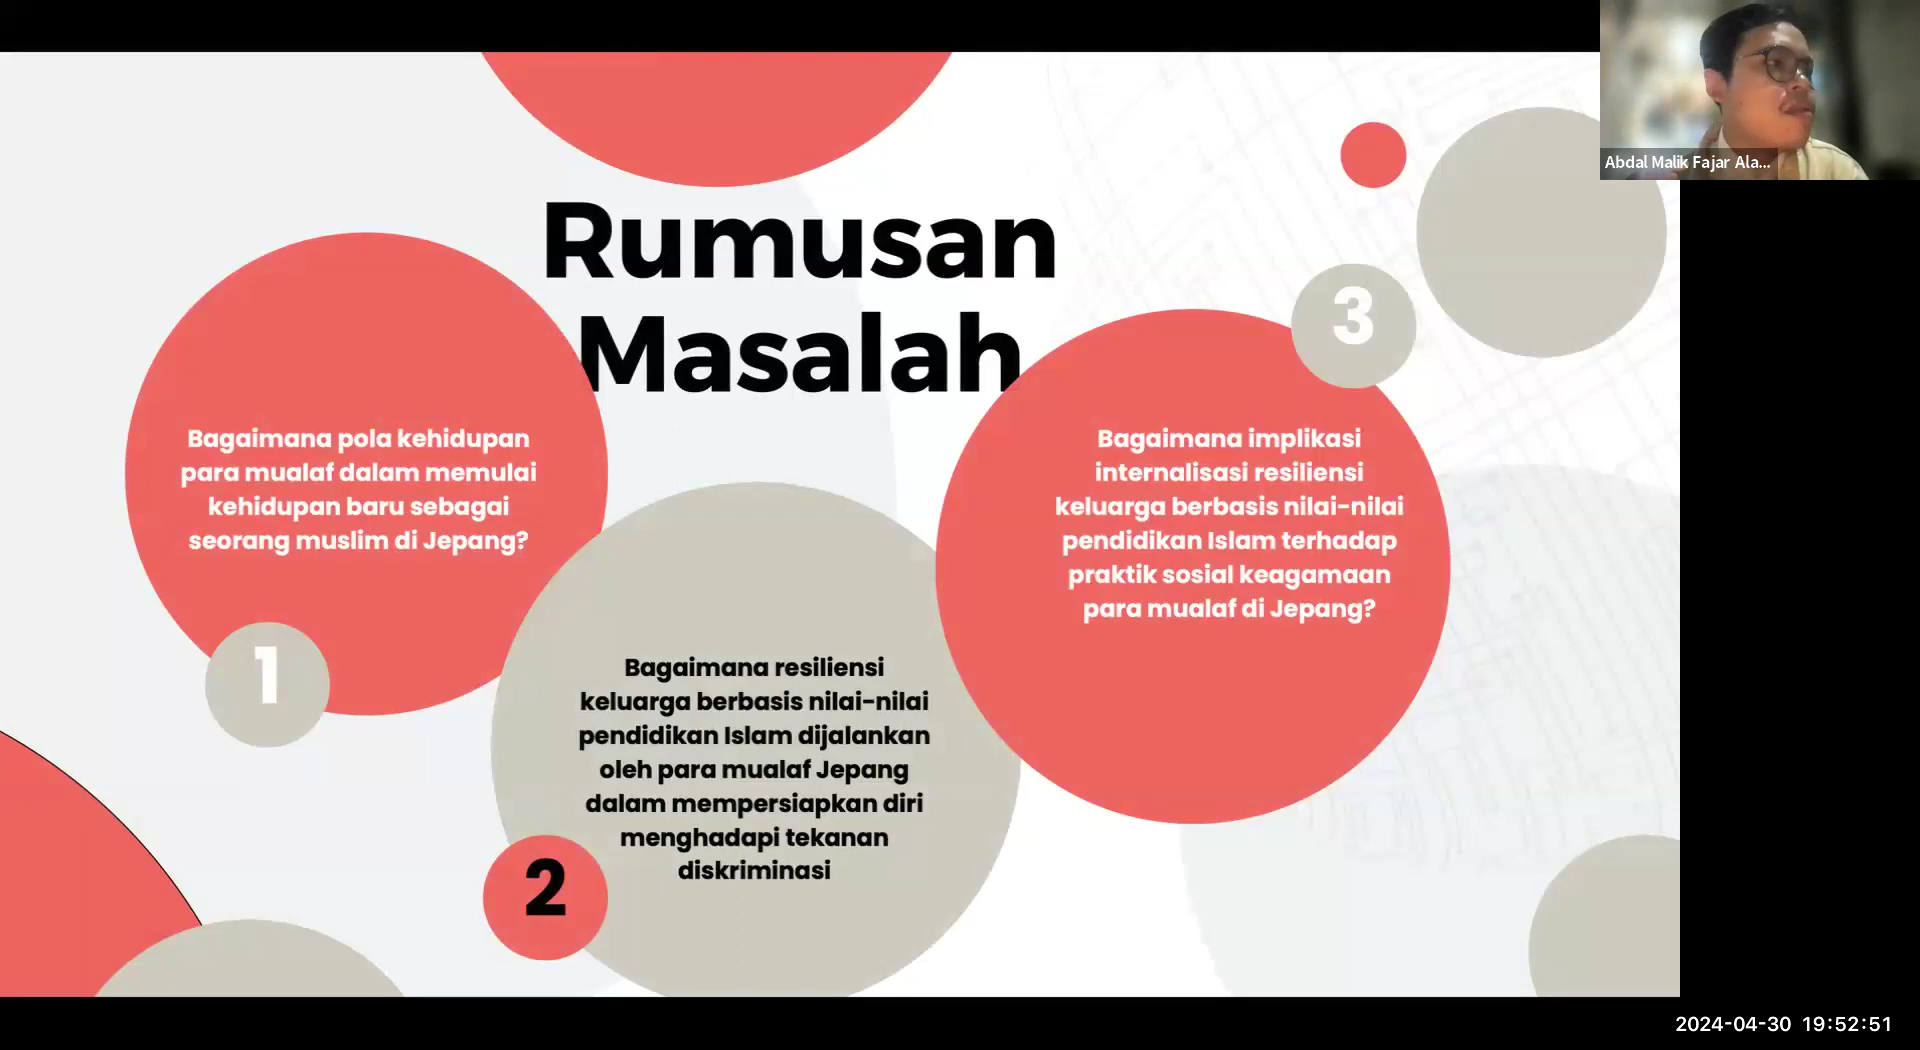 Abdal Malik Fajar Ala...
Rumusan
Masalah
Bagaimana pola kehidupan
para mualaf dalam memulai
kehidupan baru sebagai
seorang muslim di Jepang?
1
Bagaimana resiliensi
keluarga berbasis nilai-nilai
pendidikan Islam dijalankan
oleh para mualaf Jepang
dalam mempersiapkan diri
menghadapi tekanan
diskriminasi
2
3
Bagaimana implikasi
internalisasi resiliensi
keluarga berbasis nilai-nilai
pendidikan Islam terhadap
praktik sosial keagamaan
para mualaf di Jepang?
2024-04-30 19:52:51